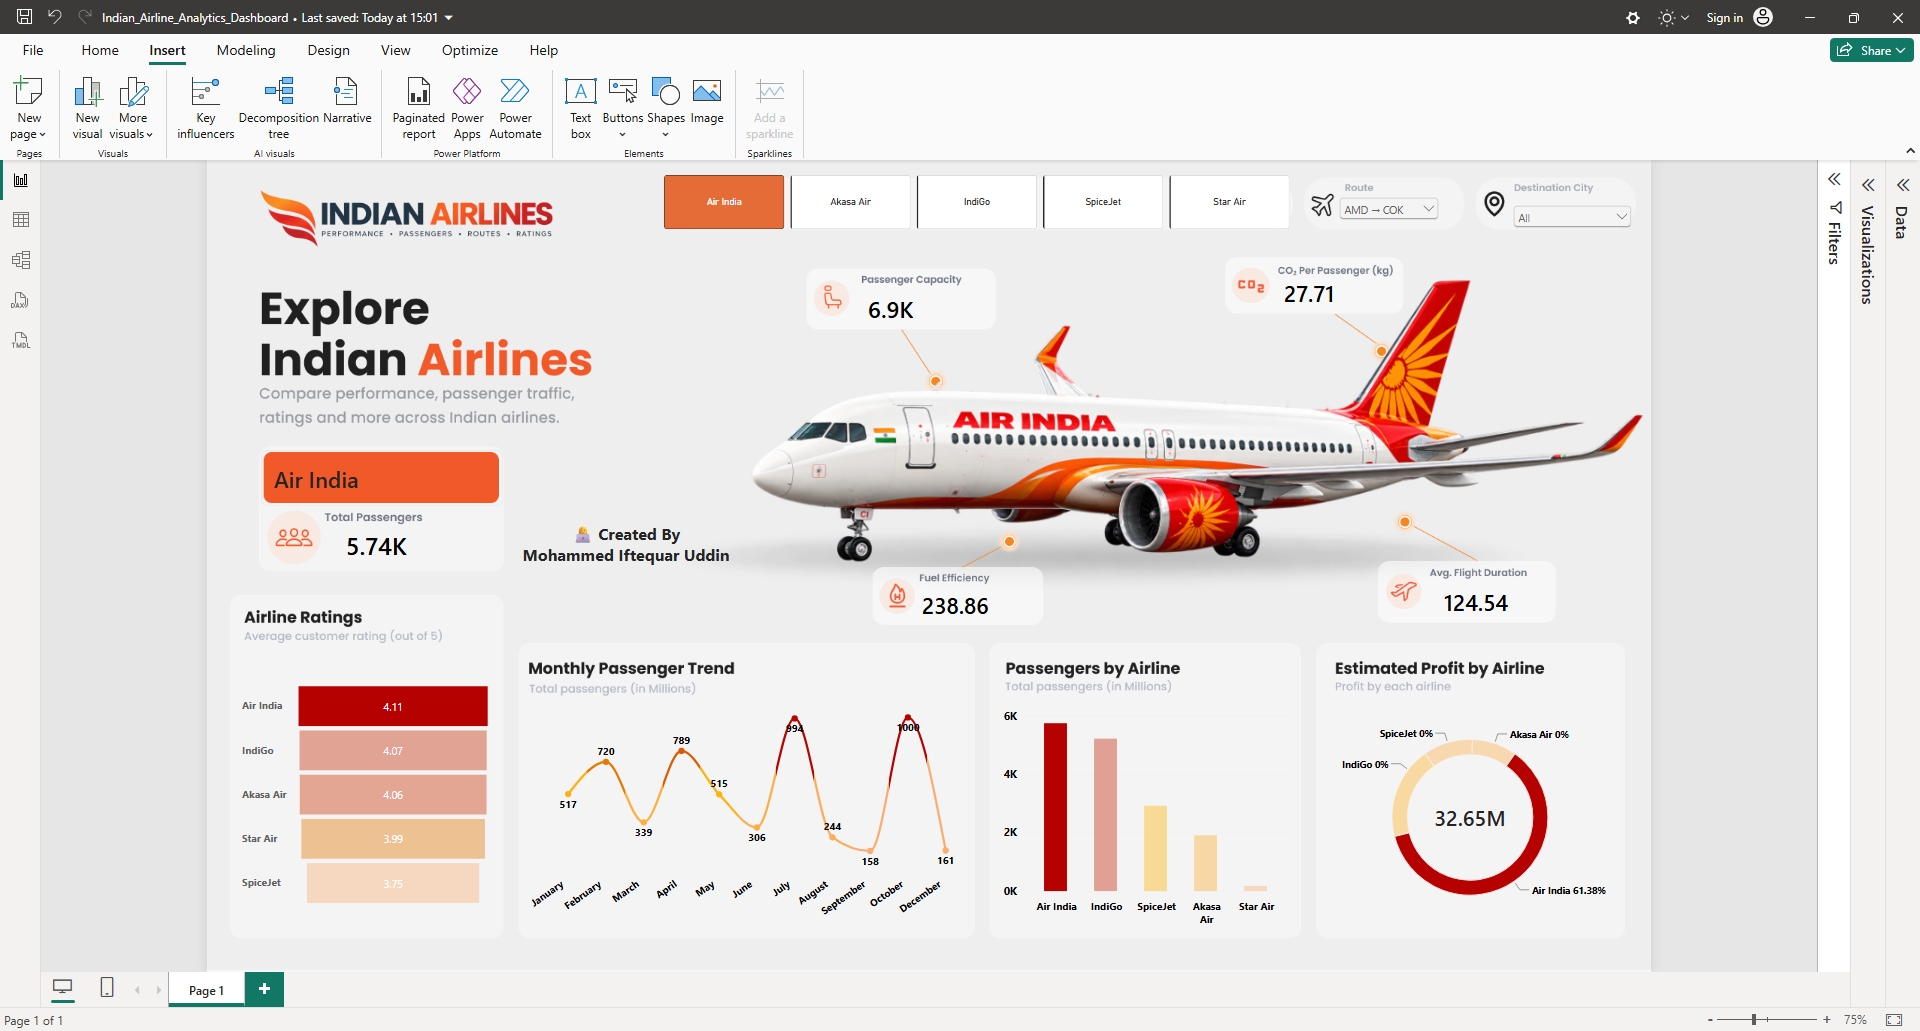 Indian_Airline_Analytics_Dashboard • Last saved: Today at 15:01
Sign in
File Home Insert Modeling Design View Optimize Help
Share
New page
New visual
More visuals
Key influencers
Decomposition tree
Narrative
Paginated report
Power Apps
Power Automate
Text box
Buttons
Shapes
Image
Add a sparkline
Pages
Visuals
AI visuals
Power Platform
Elements
Sparklines
DAX
TMDL
INDIAN AIRLINES
PERFORMANCE • PASSENGERS • ROUTES • RATINGS
Air India
Akasa Air
IndiGo
SpiceJet
Star Air
Route
AMD → COK
Destination City
All
Filters
Visualizations
Data
Explore
Indian Airlines
Compare performance, passenger traffic,
ratings and more across Indian airlines.
Passenger Capacity
6.9K
CO₂ Per Passenger (kg)
CO2
27.71
AIR INDIA
CI
Air India
Total Passengers
5.74K
Created By
Mohammed Iftequar Uddin
Fuel Efficiency
H
238.86
Avg. Flight Duration
124.54
Airline Ratings
Average customer rating (out of 5)
Air India 4.11
IndiGo 4.07
Akasa Air 4.06
Star Air 3.99
SpiceJet 3.75
Monthly Passenger Trend
Total passengers (in Millions)
517
720
339
789
515
306
994
244
158
1000
161
January
February
March
April
May
June
July
August
September
October
December
Passengers by Airline
Total passengers (in Millions)
6K
4K
2K
0K
Air India
IndiGo
SpiceJet
Akasa Air
Star Air
Estimated Profit by Airline
Profit by each airline
SpiceJet 0%
Akasa Air 0%
IndiGo 0%
32.65M
Air India 61.38%
Page 1
Page 1 of 1
75%